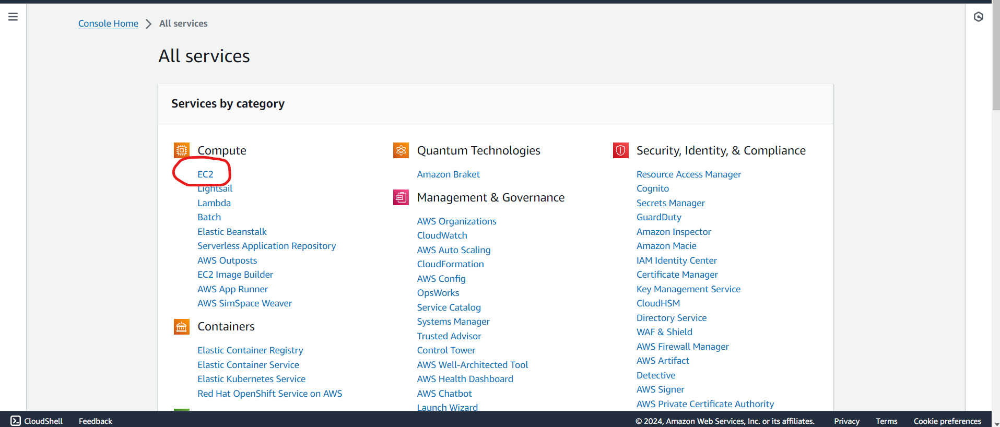 Console Home > All services
All services
Services by category
Compute
EC2
Lightsail
Lambda
Batch
Elastic Beanstalk
Serverless Application Repository
AWS Outposts
EC2 Image Builder
AWS App Runner
AWS SimSpace Weaver
Containers
Elastic Container Registry
Elastic Container Service
Elastic Kubernetes Service
Red Hat OpenShift Service on AWS
Quantum Technologies
Amazon Braket
Management & Governance
AWS Organizations
CloudWatch
AWS Auto Scaling
CloudFormation
AWS Config
OpsWorks
Service Catalog
Systems Manager
Trusted Advisor
Control Tower
AWS Well-Architected Tool
AWS Health Dashboard
AWS Chatbot
Launch Wizard
Security, Identity, & Compliance
Resource Access Manager
Cognito
Secrets Manager
GuardDuty
Amazon Inspector
Amazon Macie
IAM Identity Center
Certificate Manager
Key Management Service
CloudHSM
Directory Service
WAF & Shield
AWS Firewall Manager
AWS Artifact
Detective
AWS Signer
AWS Private Certificate Authority
CloudShell Feedback © 2024, Amazon Web Services, Inc. or its affiliates. Privacy Terms Cookie preferences